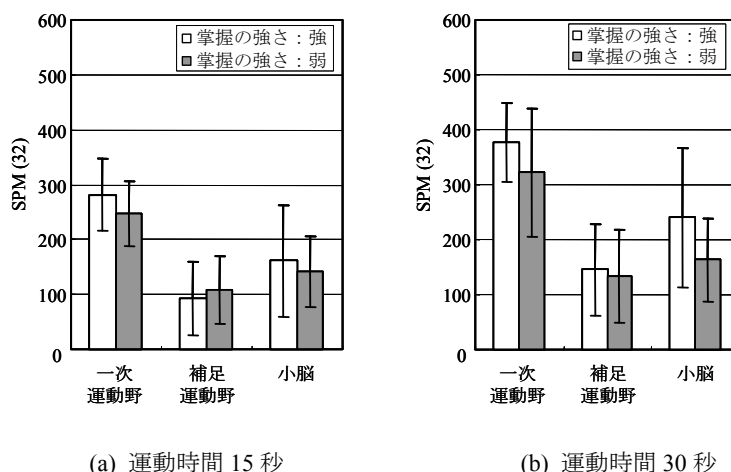 600
500
400
300
200
100
0
SPM (32)
掌握の強さ：強
掌握の強さ：弱
一次
運動野
補足
運動野
小脳
(a) 運動時間 15 秒
600
500
400
300
200
100
0
SPM (32)
掌握の強さ：強
掌握の強さ：弱
一次
運動野
補足
運動野
小脳
(b) 運動時間 30 秒